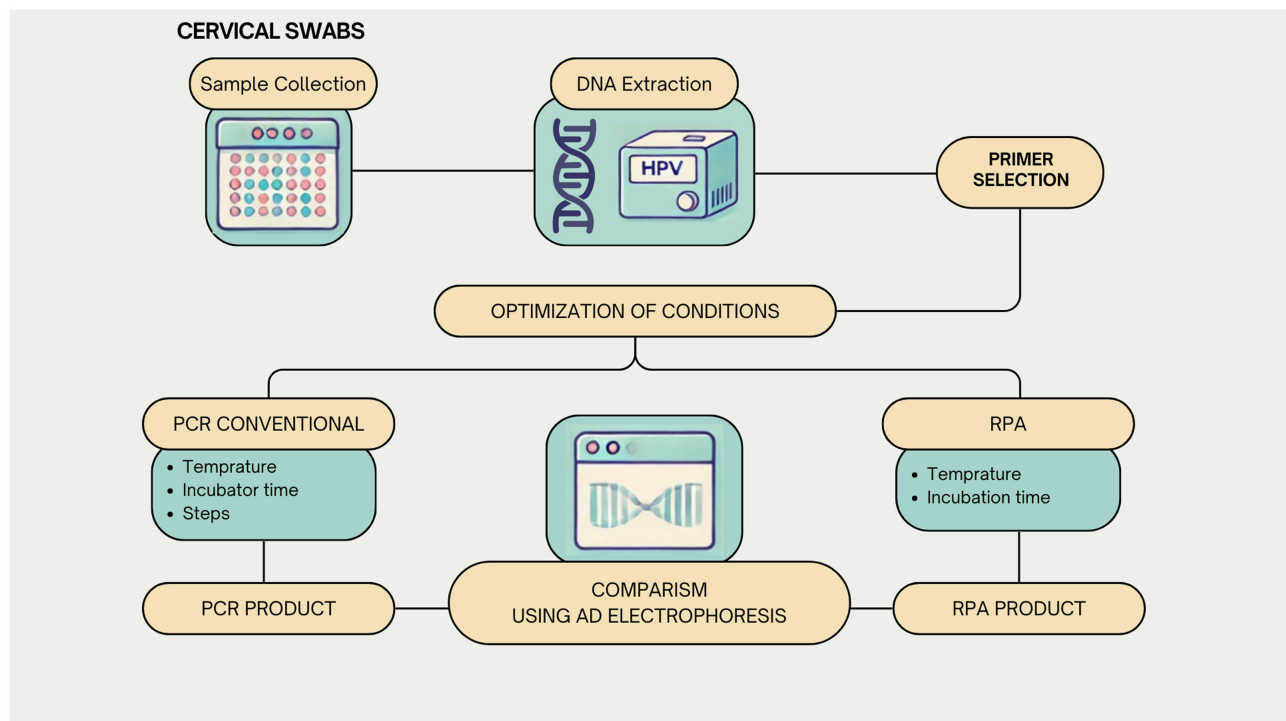 CERVICAL SWABS
Sample Collection
DNA Extraction
HPV
PRIMER
SELECTION
OPTIMIZATION OF CONDITIONS
PCR CONVENTIONAL
• Temprature
• Incubator time
• Steps
RPA
• Temprature
• Incubation time
PCR PRODUCT
COMPARISM
USING AD ELECTROPHORESIS
RPA PRODUCT